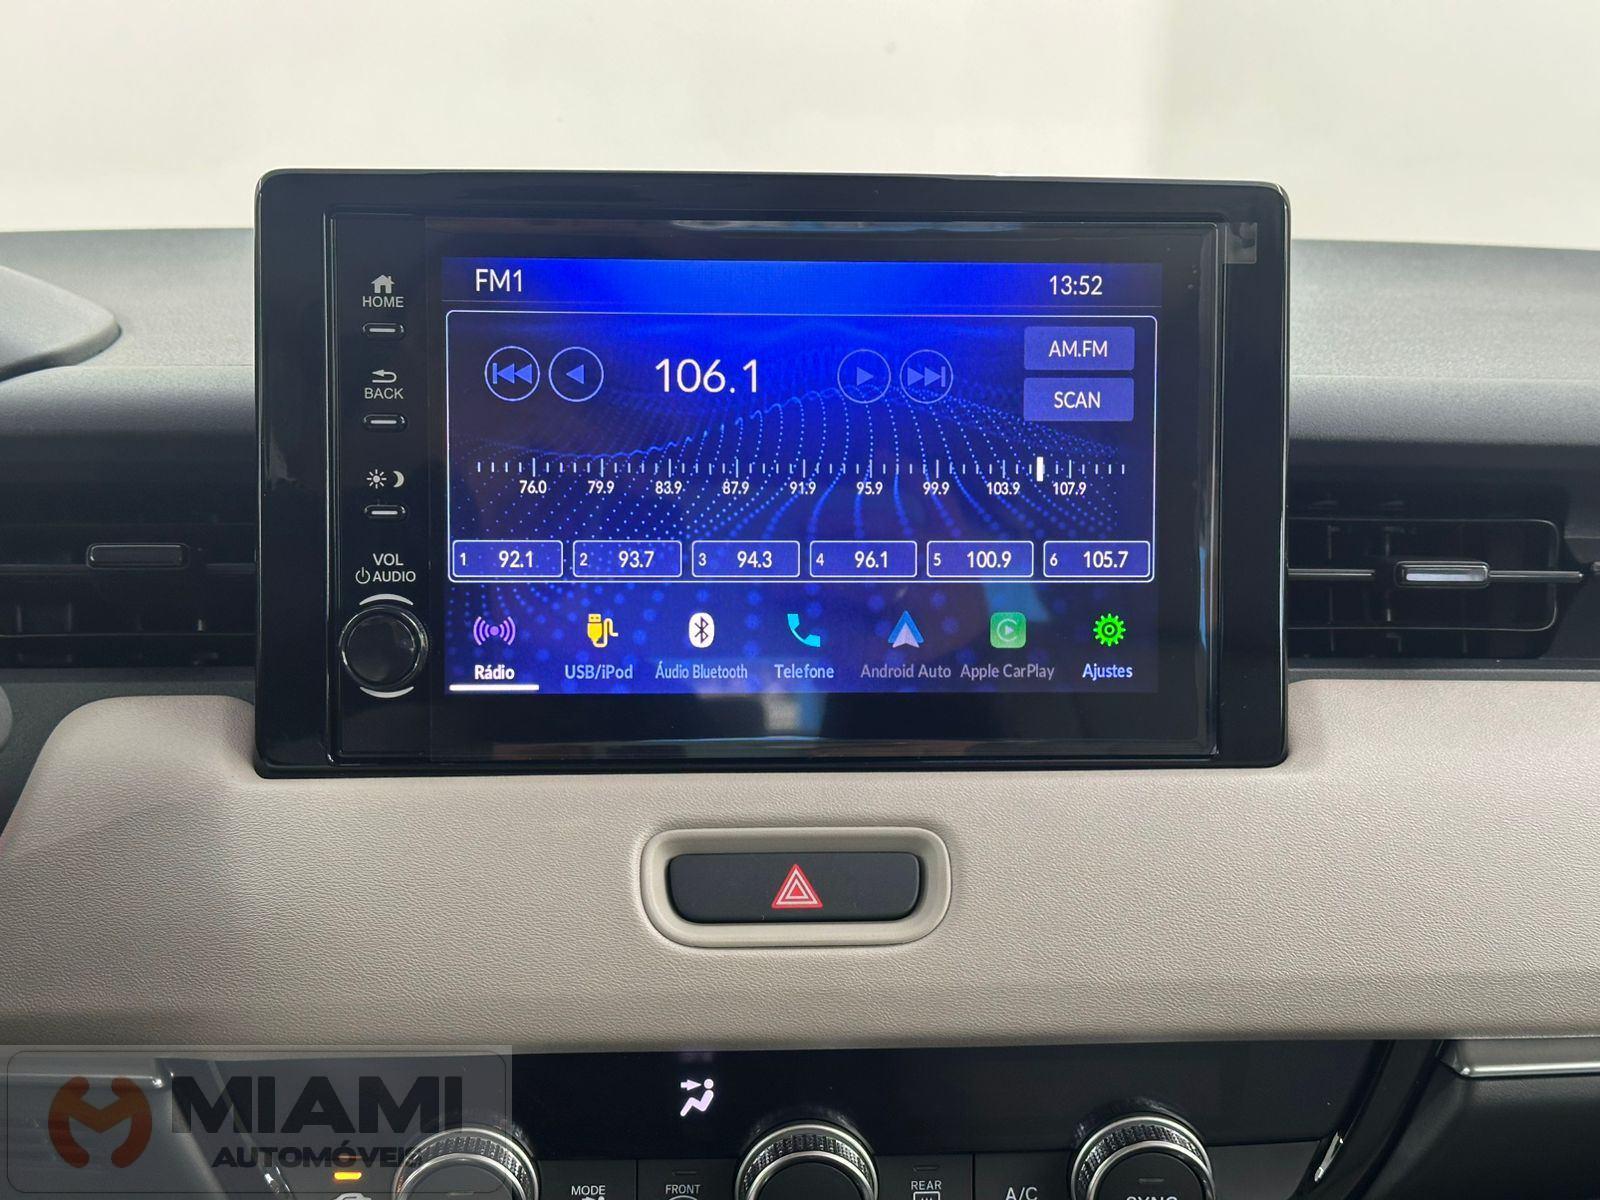 FM1
13:52
HOME
BACK
VOL
AUDIO
106.1
AM.FM
SCAN
76.0 79.9 83.9 87.9 91.9 95.9 99.9 103.9 107.9
1 92.1 2 93.7 3 94.3 4 96.1 5 100.9 6 105.7
Rádio USB/iPod Áudio Bluetooth Telefone Android Auto Apple CarPlay Ajustes
MIAMI
AUTOMÓVEIS
MODE
FRONT
REAR
A/C
SYNC